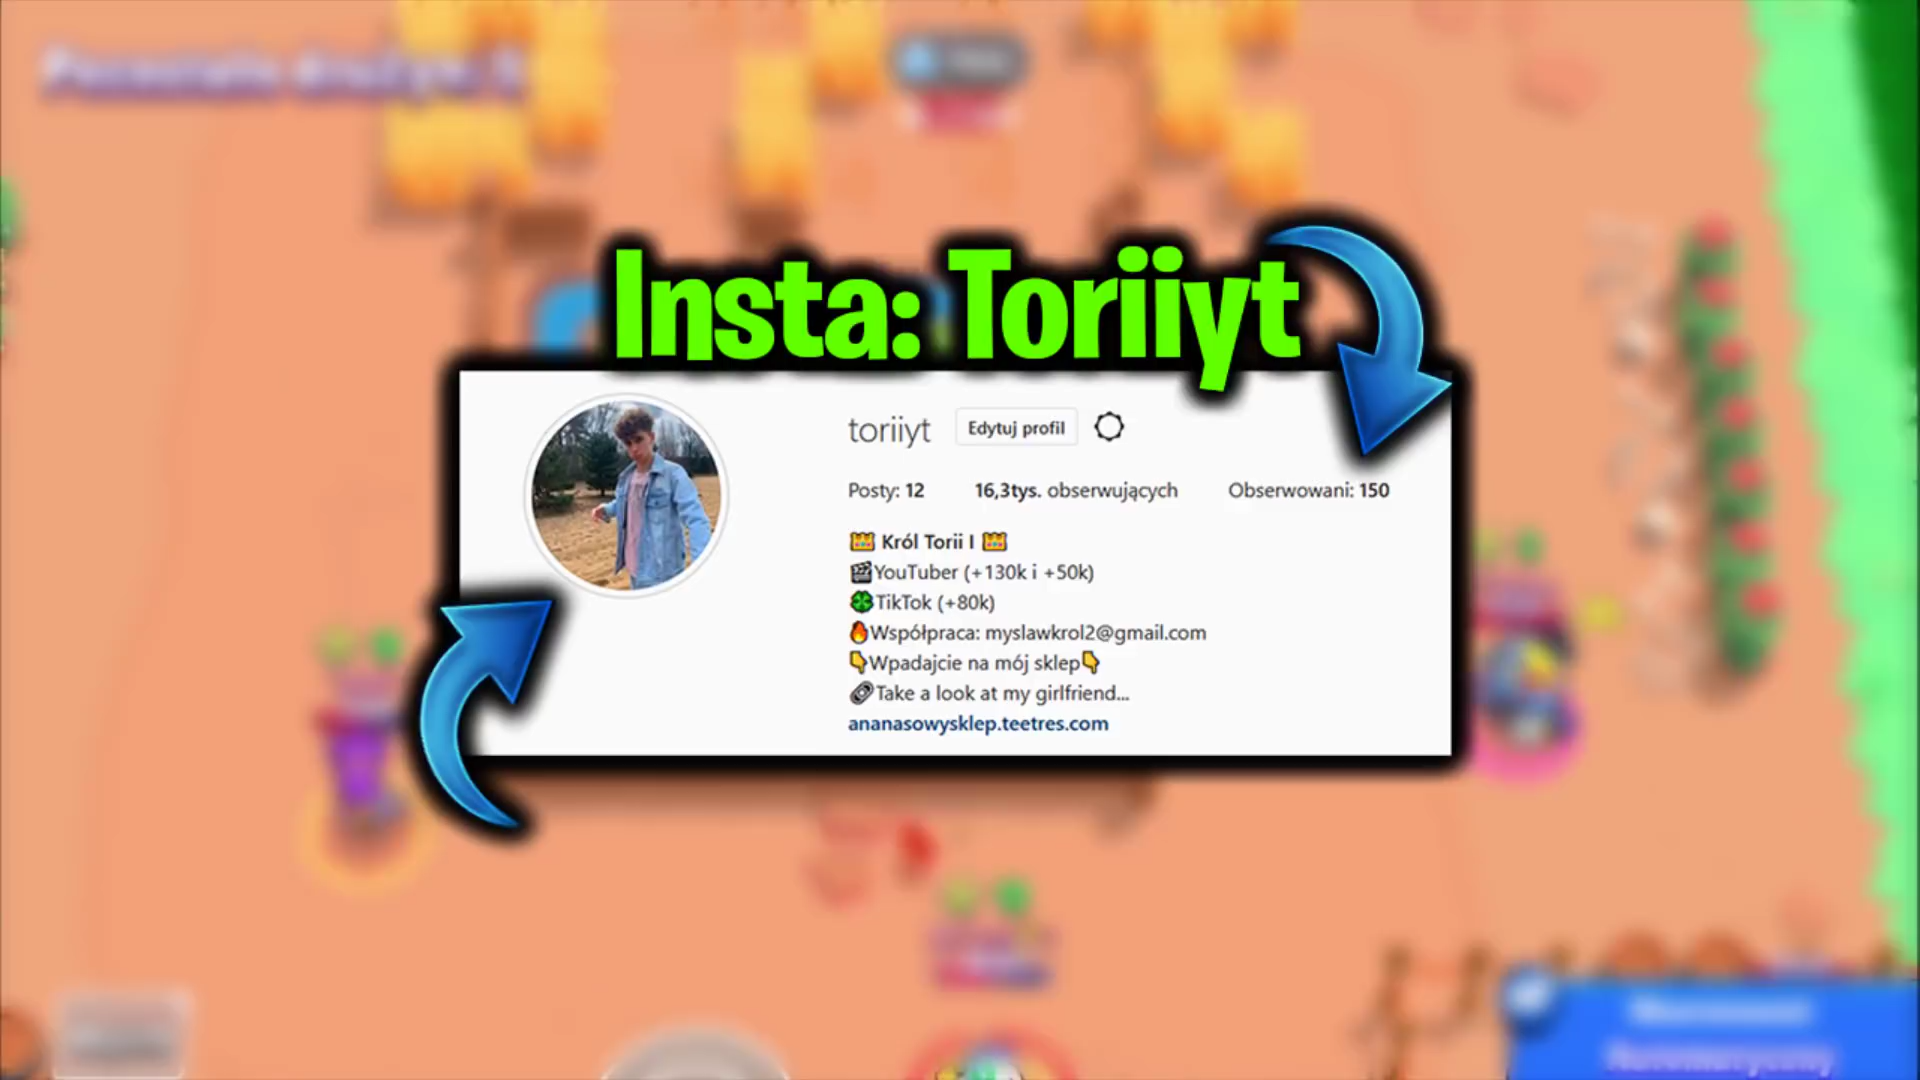 Insta: Toriiyt
toriiyt Edytuj profil
Posty: 12 16,3tys. obserwujących Obserwowani: 150
👑 Król Torii I 👑
🎬YouTuber (+130k i +50k)
🍀TikTok (+80k)
🔥Współpraca: myslawkrol2@gmail.com
👇Wpadajcie na mój sklep👇
📎Take a look at my girlfriend...
ananasowysklep.teetres.com